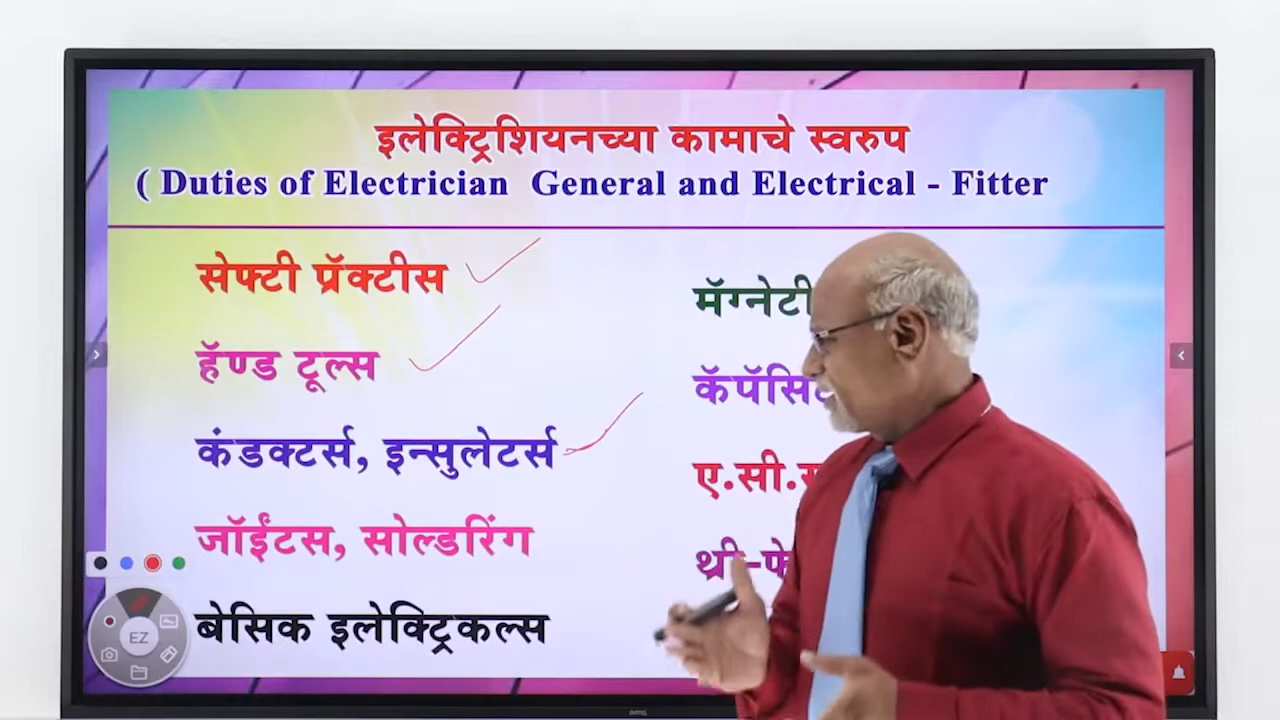 इलेक्ट्रिशियनच्या कामाचे स्वरुप
( Duties of Electrician General and Electrical - Fitter
सेफ्टी प्रॅक्टीस
हॅण्ड टूल्स
कंडक्टर्स, इन्सुलेटर्स
जॉईंटस, सोल्डरिंग
बेसिक इलेक्ट्रिकल्स
ए.सी.
EZ
BenQ